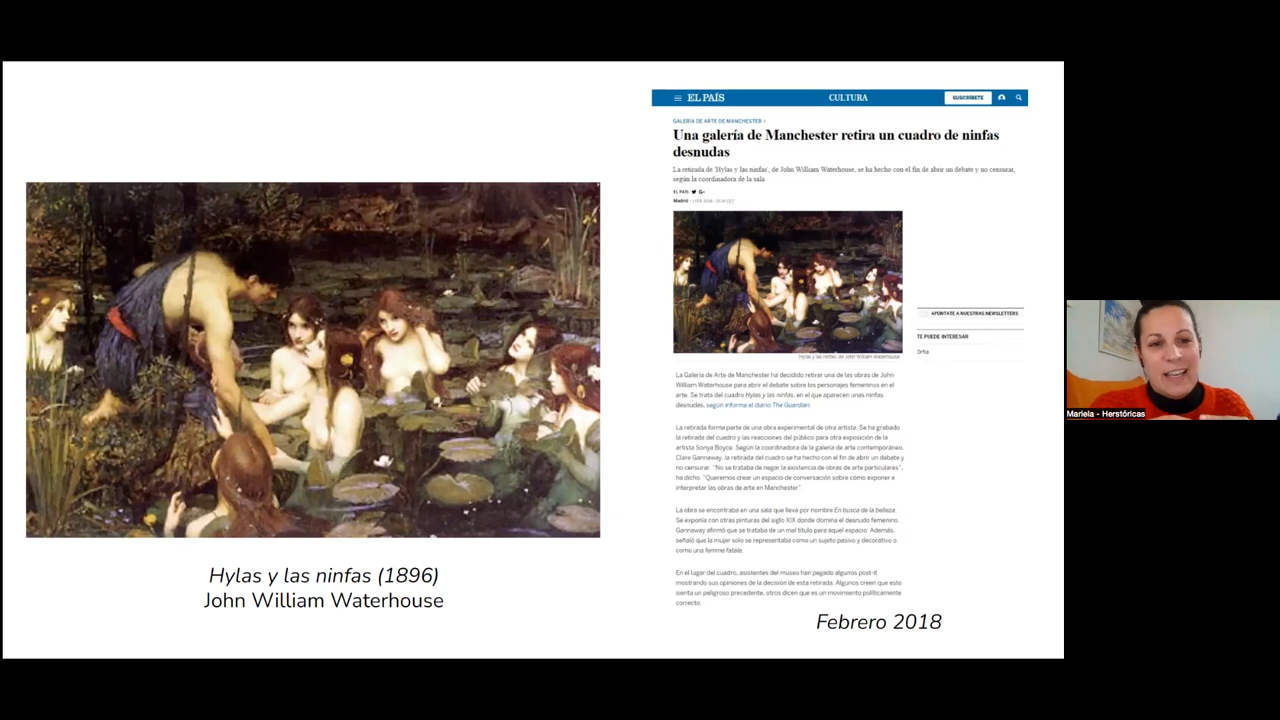 EL PAÍS
CULTURA
SUSCRÍBETE
GALERÍA DE ARTE DE MANCHESTER ›
Una galería de Manchester retira un cuadro de ninfas
desnudas
La retirada de 'Hylas y las ninfas', de John William Waterhouse, se ha hecho con el fin de abrir un debate y no censurar,
según la coordinadora de la sala
EL PAÍS
Madrid - 1 FEB 2018
'Hylas y las ninfas' de John William Waterhouse
APÚNTATE A NUESTRAS NEWSLETTERS
TE PUEDE INTERESAR
La Galería de Arte de Manchester ha decidido retirar una de las obras de John
William Waterhouse para abrir el debate sobre los personajes femeninos en el
arte. Se trata del cuadro Hylas y las ninfas, en el que aparecen unas ninfas
desnudas, según informa el diario The Guardian.
La retirada forma parte de una obra experimental de otra artista. Se ha grabado
la retirada del cuadro y las reacciones del público para otra exposición de la
artista Sonya Boyce. Según la coordinadora de la galería de arte contemporáneo,
Clare Gannaway, la retirada del cuadro se ha hecho con el fin de abrir un debate y
no censurar. "No se trataba de negar la existencia de obras de arte particulares",
ha dicho. "Queremos crear un espacio de conversación sobre cómo exponer e
interpretar las obras de arte en Manchester".
La obra se encontraba en una sala que lleva por nombre En busca de la belleza.
Se exponía con otras pinturas del siglo XIX donde domina el desnudo femenino.
Gannaway afirmó que se trataba de un mal título para aquel espacio. Además,
señaló que la mujer solo se representaba como un sujeto pasivo y decorativo o
como una femme fatale.
En el lugar del cuadro, asistentes del museo han pegado algunos post-it
mostrando sus opiniones de la decisión de esta retirada. Algunos creen que esto
sienta un peligroso precedente, otros dicen que es un movimiento políticamente
correcto.
Hylas y las ninfas (1896)
John William Waterhouse
Febrero 2018
Mariela - Herstóricas